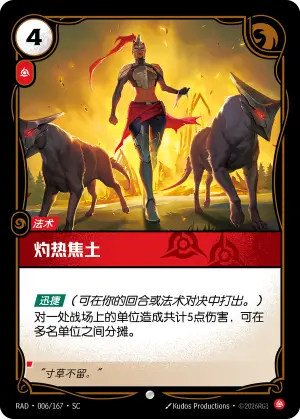 4
法术
灼热焦土
迅捷（可在你的回合或法术对决中打出。）
对一处战场上的单位造成共计5点伤害，可在
多名单位之间分摊。
“寸草不留。”
RAD • 006/167 • SC
Kudos Productions • ©2026RGI